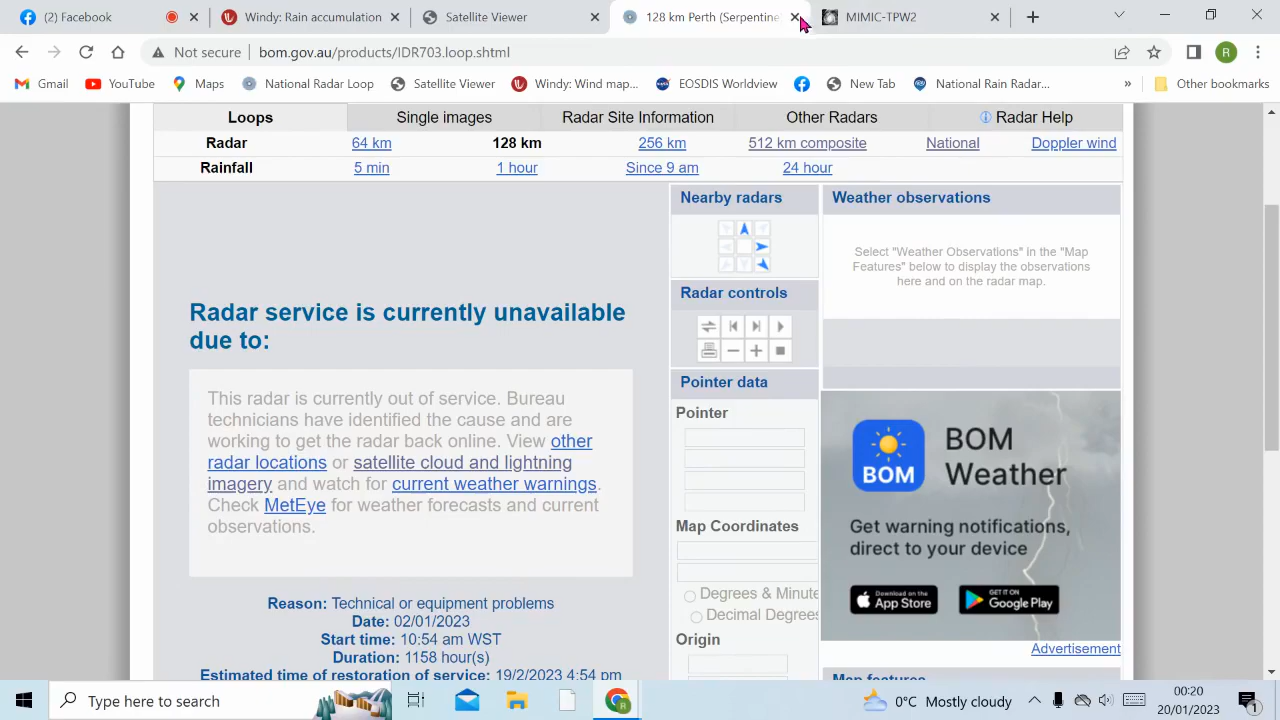 (2) Facebook
Windy: Rain accumulation
Satellite Viewer
128 km Perth (Serpentine
MIMIC-TPW2
Not secure
bom.gov.au/products/IDR703.loop.shtml
R
Gmail
YouTube
Maps
National Radar Loop
Satellite Viewer
Windy: Wind map...
EOSDIS Worldview
New Tab
National Rain Radar...
»
Other bookmarks
Loops
Single images
Radar Site Information
Other Radars
Radar Help
Radar 64 km 128 km 256 km 512 km composite National Doppler wind
Rainfall 5 min 1 hour Since 9 am 24 hour
Radar service is currently unavailable
due to:
This radar is currently out of service. Bureau
technicians have identified the cause and are
working to get the radar back online. View other
radar locations or satellite cloud and lightning
imagery and watch for current weather warnings.
Check MetEye for weather forecasts and current
observations.
Reason: Technical or equipment problems
Date: 02/01/2023
Start time: 10:54 am WST
Duration: 1158 hour(s)
Estimated time of restoration of service: 19/2/2023 4:54 pm
Nearby radars
Radar controls
Pointer data
Pointer
Map Coordinates
Degrees & Minute
Decimal Degrees
Origin
Weather observations
Select "Weather Observations" in the "Map
Features" below to display the observations
here and on the radar map.
BOM
BOM
Weather
Get warning notifications,
direct to your device
Download on the
App Store
GET IT ON
Google Play
Advertisement
Map features
Type here to search
0°C Mostly cloudy
00:20
20/01/2023
1